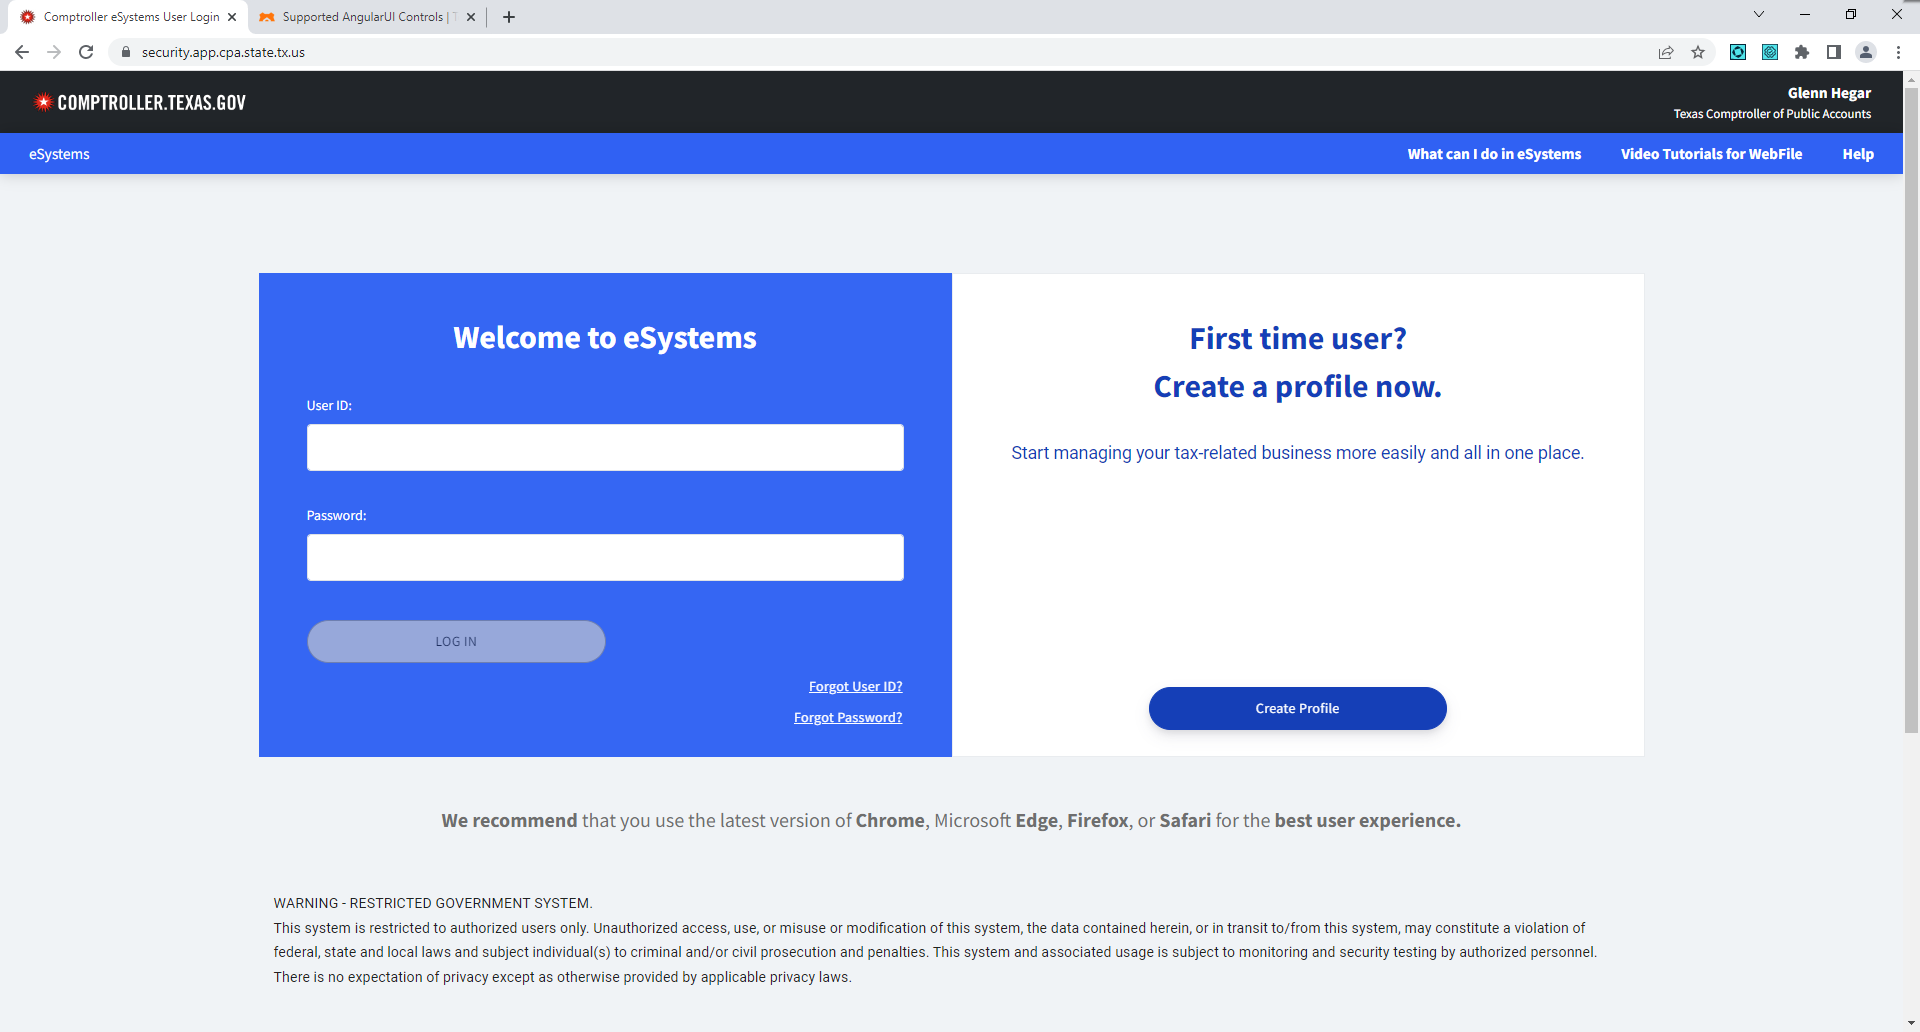 Comptroller eSystems User Login
Supported AngularUI Controls |
security.app.cpa.state.tx.us
COMPTROLLER.TEXAS.GOV
Glenn Hegar
Texas Comptroller of Public Accounts
eSystems
What can I do in eSystems
Video Tutorials for WebFile
Help
Welcome to eSystems
User ID:
Password:
LOG IN
Forgot User ID?
Forgot Password?
First time user?
Create a profile now.
Start managing your tax-related business more easily and all in one place.
Create Profile
We recommend that you use the latest version of Chrome, Microsoft Edge, Firefox, or Safari for the best user experience.
WARNING - RESTRICTED GOVERNMENT SYSTEM.
This system is restricted to authorized users only. Unauthorized access, use, or misuse or modification of this system, the data contained herein, or in transit to/from this system, may constitute a violation of
federal, state and local laws and subject individual(s) to criminal and/or civil prosecution and penalties. This system and associated usage is subject to monitoring and security testing by authorized personnel.
There is no expectation of privacy except as otherwise provided by applicable privacy laws.